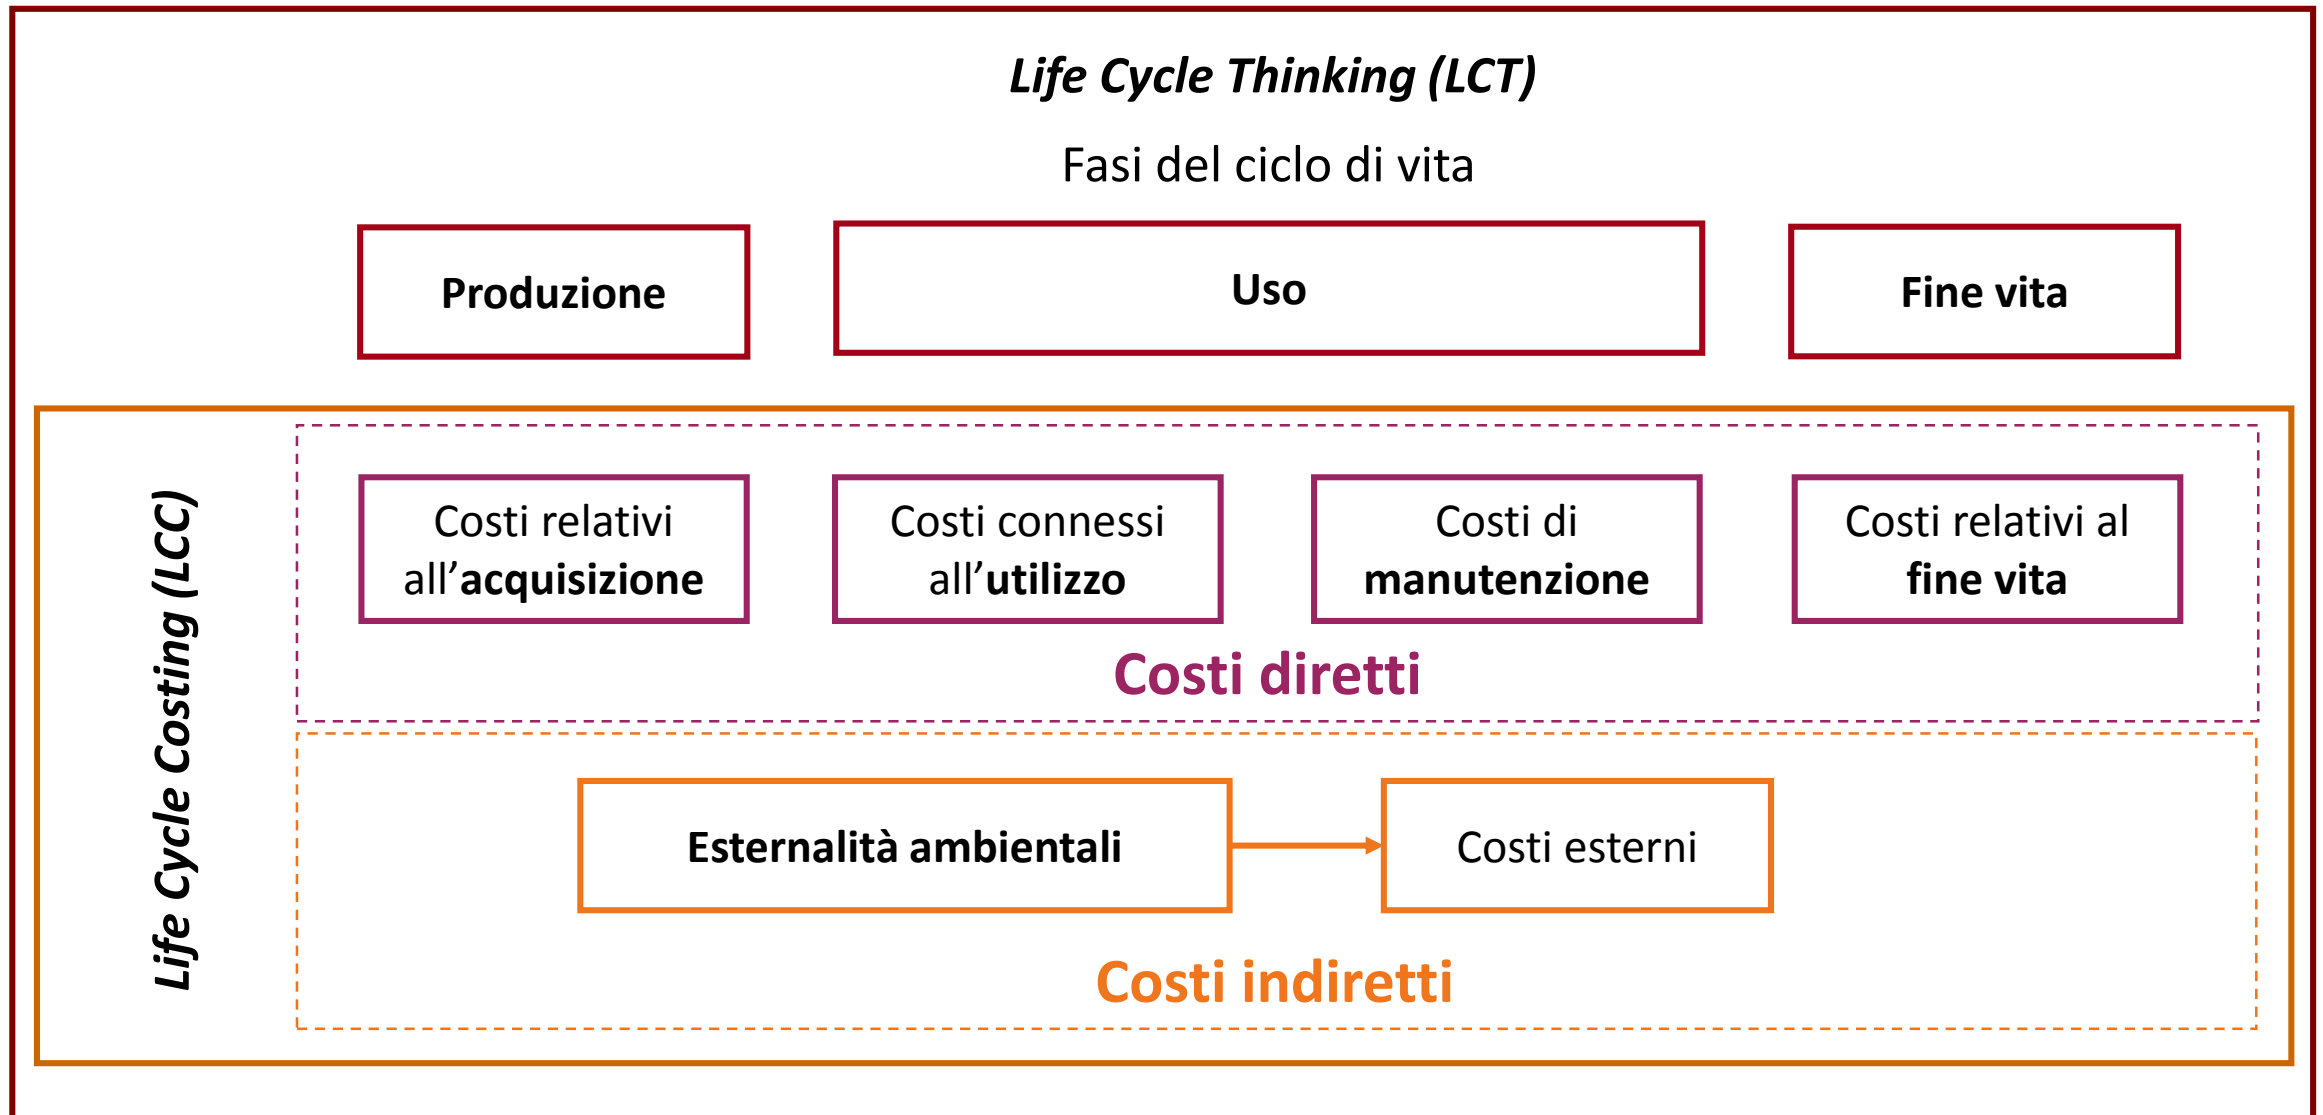 Life Cycle Thinking (LCT)
Fasi del ciclo di vita
Produzione
Uso
Fine vita
Life Cycle Costing (LCC)
Costi relativi
all’acquisizione
Costi connessi
all’utilizzo
Costi di
manutenzione
Costi relativi al
fine vita
Costi diretti
Esternalità ambientali
Costi esterni
Costi indiretti